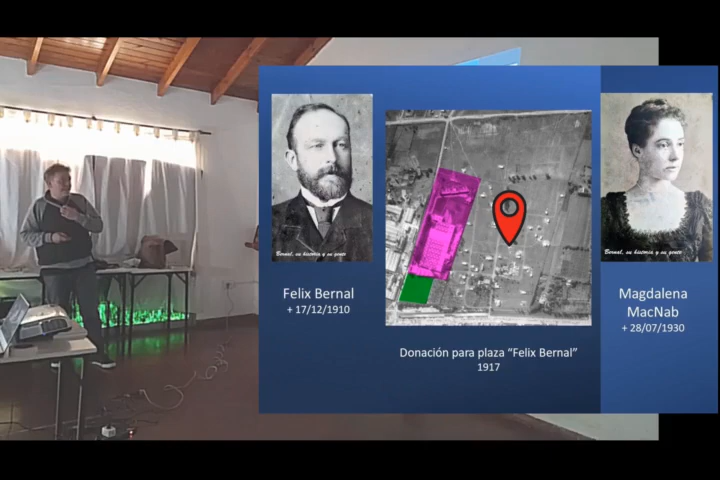 Bernal, su historia y su gente
Felix Bernal
+ 17/12/1910
Donación para plaza “Felix Bernal”
1917
Bernal, su historia y su gente
Magdalena
MacNab
+ 28/07/1930